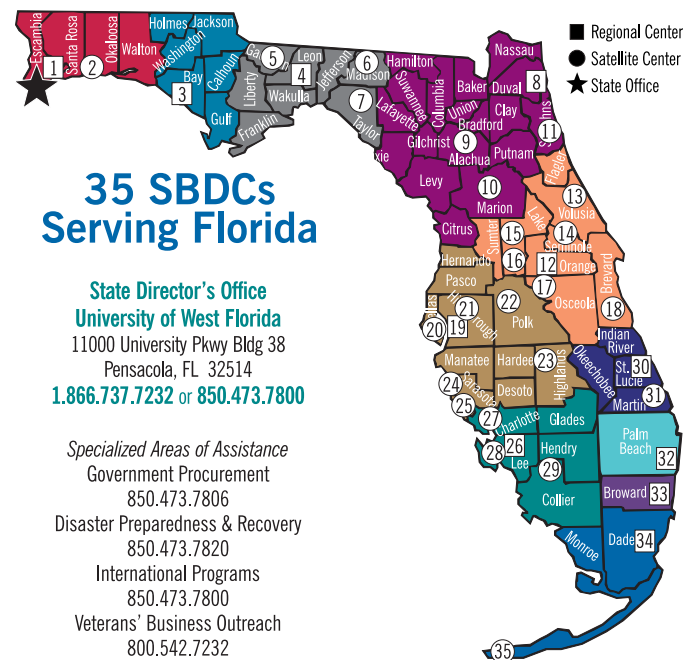 Regional Center
Satellite Center
State Office
Escambia
Santa Rosa
Okaloosa
Walton
Holmes
Jackson
Washington
Bay
Calhoun
Gulf
Liberty
Leon
Wakulla
Franklin
Jefferson
Madison
Taylor
Hamilton
Suwannee
Lafayette
Columbia
Baker
Union
Bradford
Nassau
Duval
Clay
Putnam
Gilchrist
Alachua
Levy
Marion
Citrus
Flagler
Volusia
Lake
Sumter
Seminole
Orange
Osceola
Brevard
Hernando
Pasco
Polk
Manatee
Hardee
Highlands
Sarasota
Desoto
Indian
River
Okeechobee
St.
Lucie
Martin
Charlotte
Glades
Lee
Hendry
Collier
Palm
Beach
Broward
Dade
Monroe
1
2
3
4
5
6
7
8
9
10
11
12
13
14
15
16
17
18
19
20
21
22
23
24
25
26
27
28
29
30
31
32
33
34
35
35 SBDCs
Serving Florida
State Director's Office
University of West Florida
11000 University Pkwy Bldg 38
Pensacola, FL 32514
1.866.737.7232 or 850.473.7800
Specialized Areas of Assistance
Government Procurement
850.473.7806
Disaster Preparedness & Recovery
850.473.7820
International Programs
850.473.7800
Veterans' Business Outreach
800.542.7232